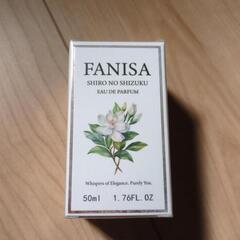 FANISA
SHIRO NO SHIZUKU
EAU DE PARFUM
Whispers of Elegance. Purely You.
50ml 1.76FL.OZ